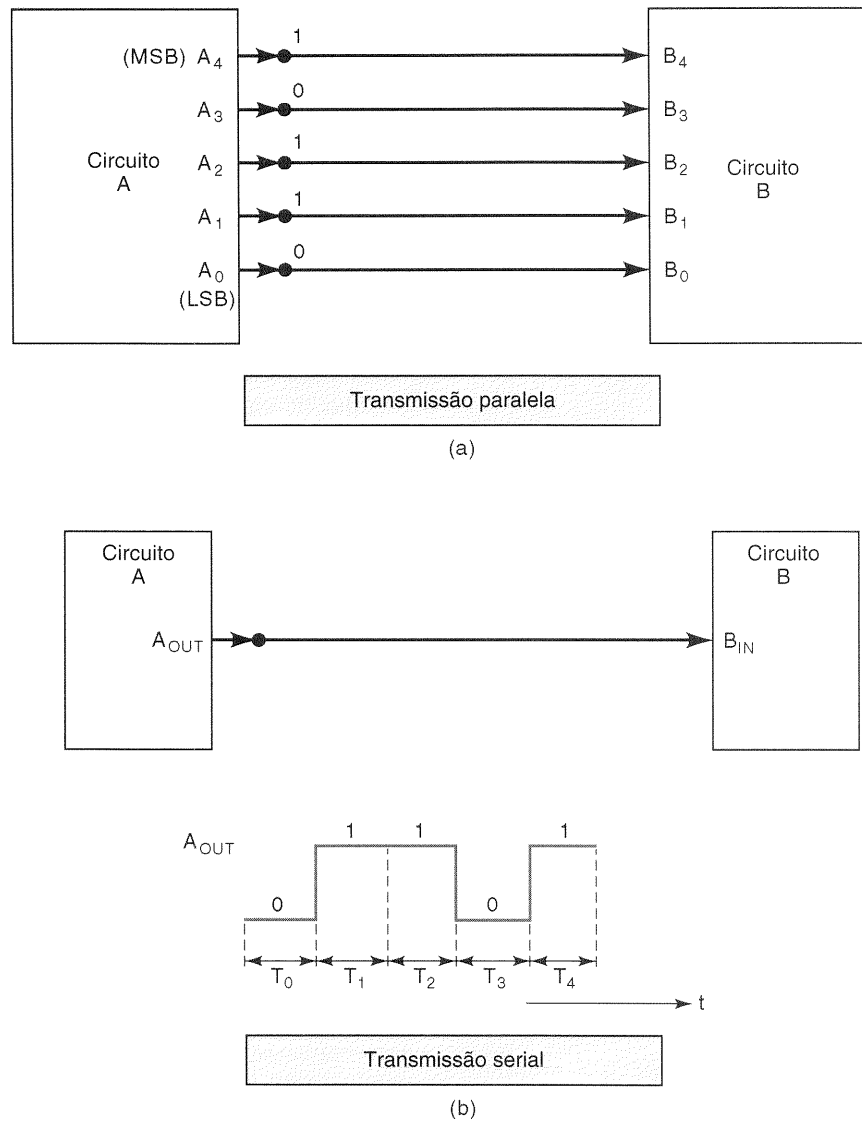 1
(MSB) A4 B4
0
A3 B3
1
Circuito
A
A2 B2
Circuito
B
1
A1 B1
0
A0 B0
(LSB)
Transmissão paralela
(a)
Circuito
A
Circuito
B
AOUT BIN
AOUT
0 1 1 0 1
T0 T1 T2 T3 T4
t
Transmissão serial
(b)